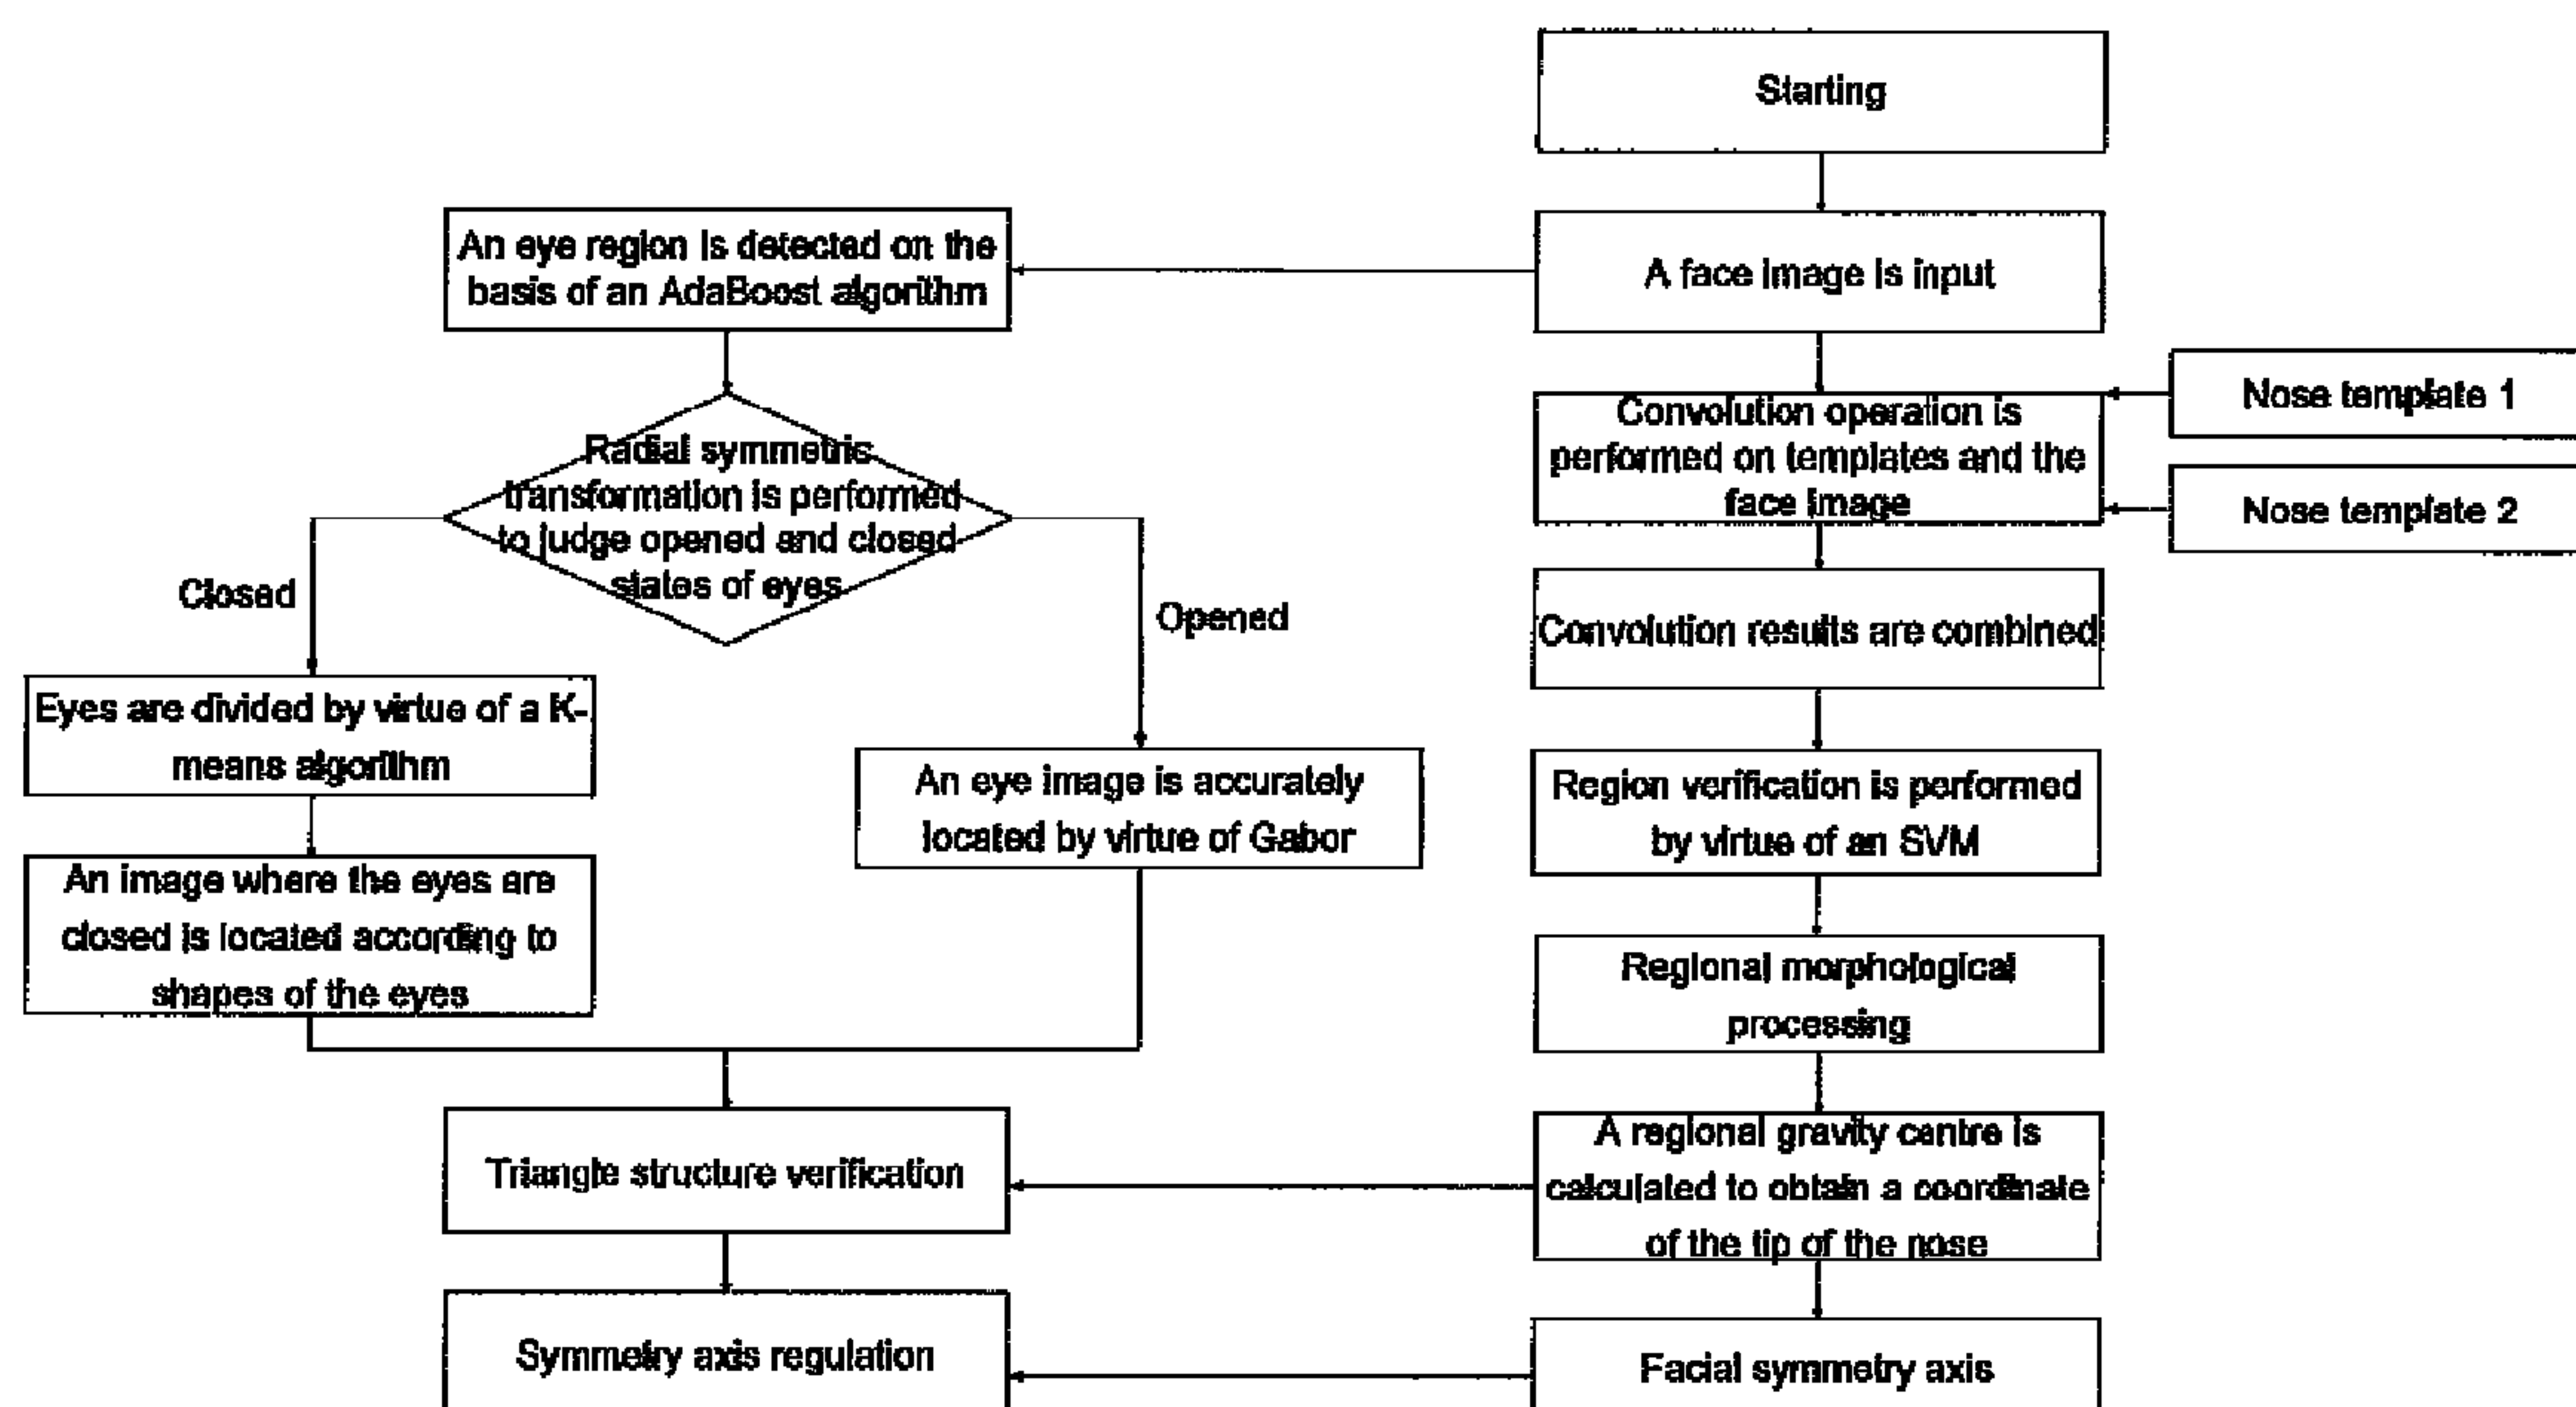 Starting
A face image is input
An eye region is detected on the
basis of an AdaBoost algorithm
Radial symmetric
transformation is performed
to judge opened and closed
states of eyes
Closed
Opened
Eyes are divided by virtue of a K-
means algorithm
An image where the eyes are
closed is located according to
shapes of the eyes
An eye image is accurately
located by virtue of Gabor
Triangle structure verification
Symmetry axis regulation
Nose template 1
Nose template 2
Convolution operation is
performed on templates and the
face image
Convolution results are combined
Region verification is performed
by virtue of an SVM
Regional morphological
processing
A regional gravity centre is
calculated to obtain a coordinate
of the tip of the nose
Facial symmetry axis